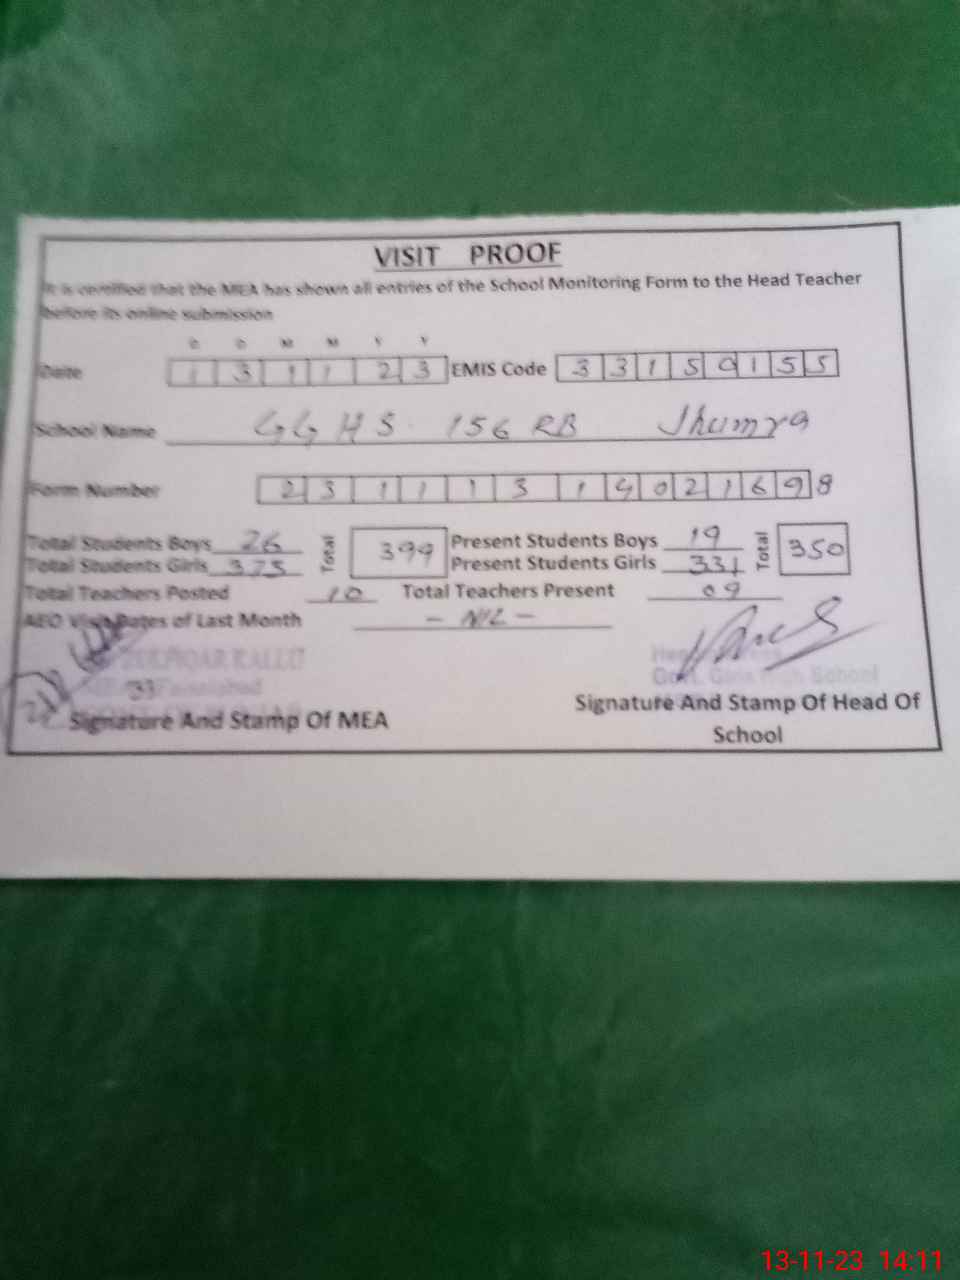 VISIT PROOF
It is certified that the MEA has shown all entries of the School Monitoring Form to the Head Teacher
before its online submission
D D M M Y Y
Date 1 3 1 1 2 3 EMIS Code 3 3 1 5 0 1 5 5
School Name GGHS 156 RB Jhumra
Form Number 2 3 1 1 1 3 1 4 0 2 1 6 9 8
Total Students Boys 26 Total 399 Present Students Boys 19 Total 350
Total Students Girls 373 Present Students Girls 331
Total Teachers Posted 10 Total Teachers Present 09
AEO Visit Dates of Last Month - NIL -
Govt. Girls High School
Signature And Stamp Of MEA
Signature And Stamp Of Head Of
School
13-11-23 14:11